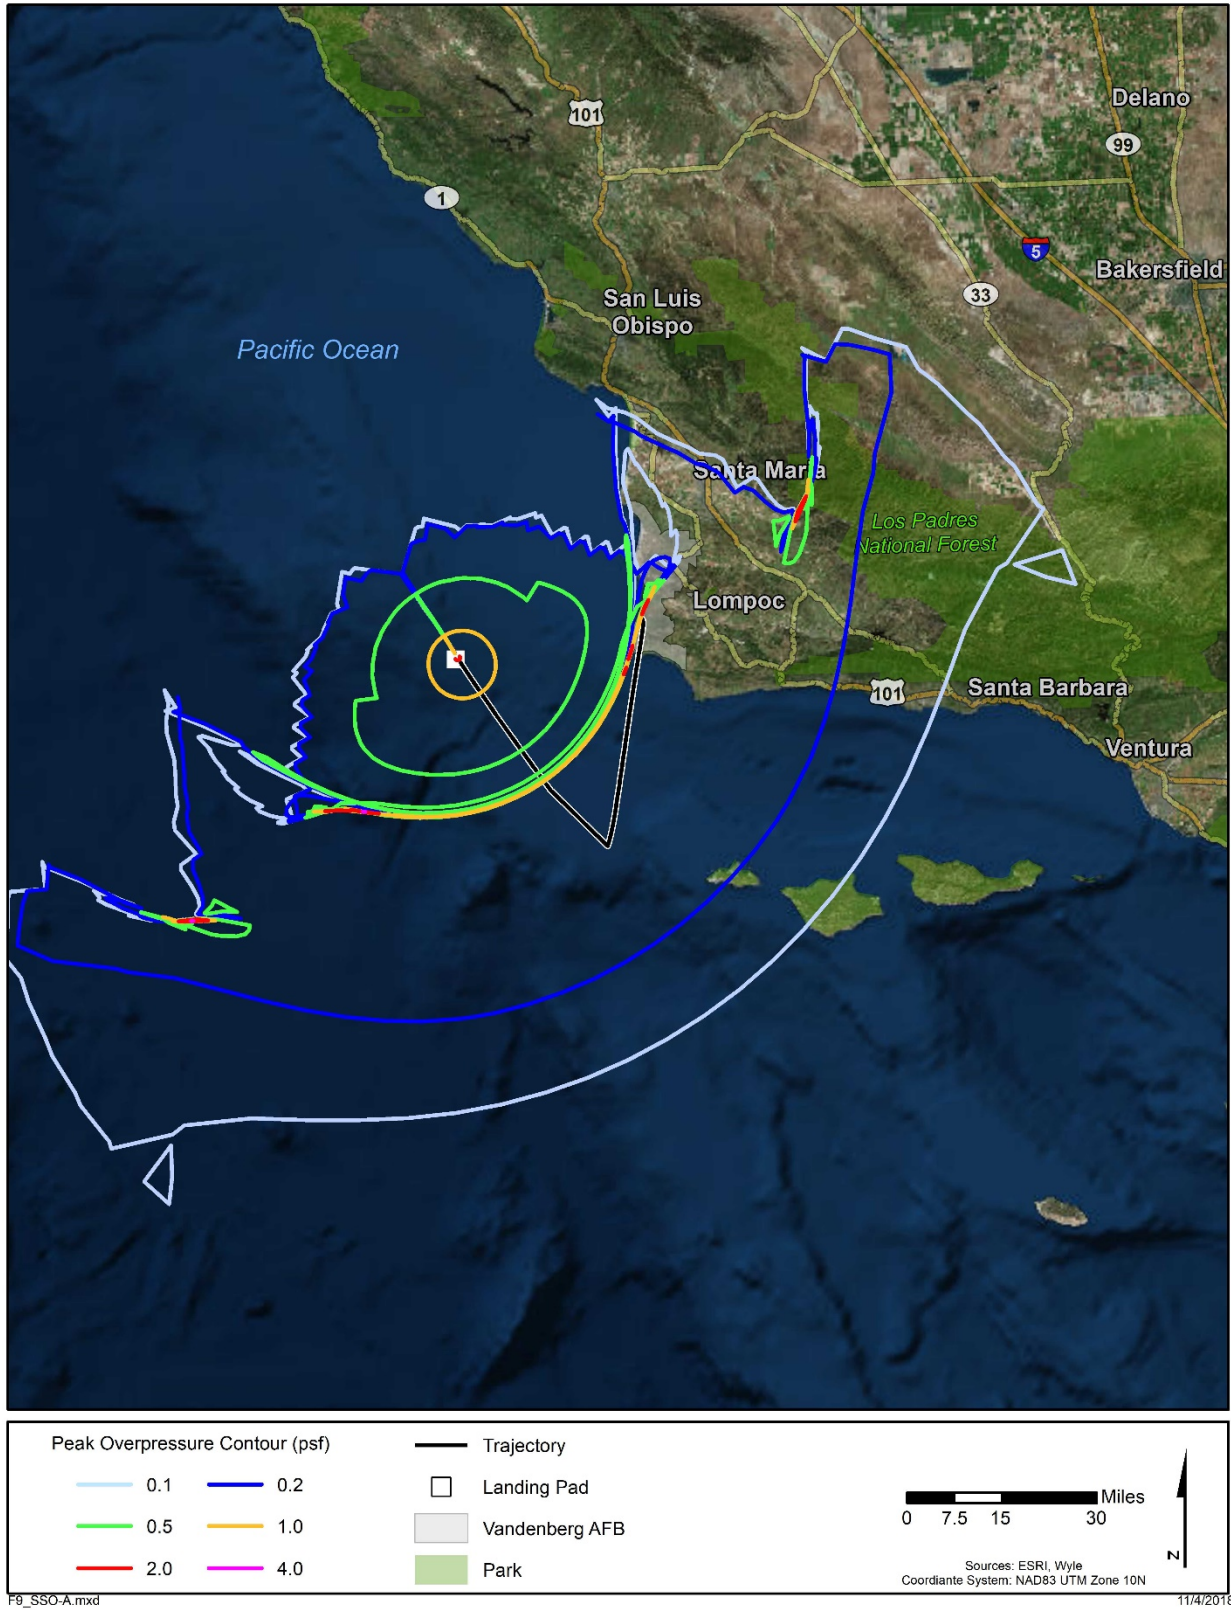 Delano
101
99
1
5
Bakersfield
33
San Luis
Obispo
Pacific Ocean
Santa Maria
Los Padres
National Forest
Lompoc
101
Santa Barbara
Ventura
Peak Overpressure Contour (psf)
0.1
0.2
0.5
1.0
2.0
4.0
Trajectory
Landing Pad
Vandenberg AFB
Park
Miles
0 7.5 15 30
N
Sources: ESRI, Wyle
Coordiante System: NAD83 UTM Zone 10N
F9_SSO-A.mxd